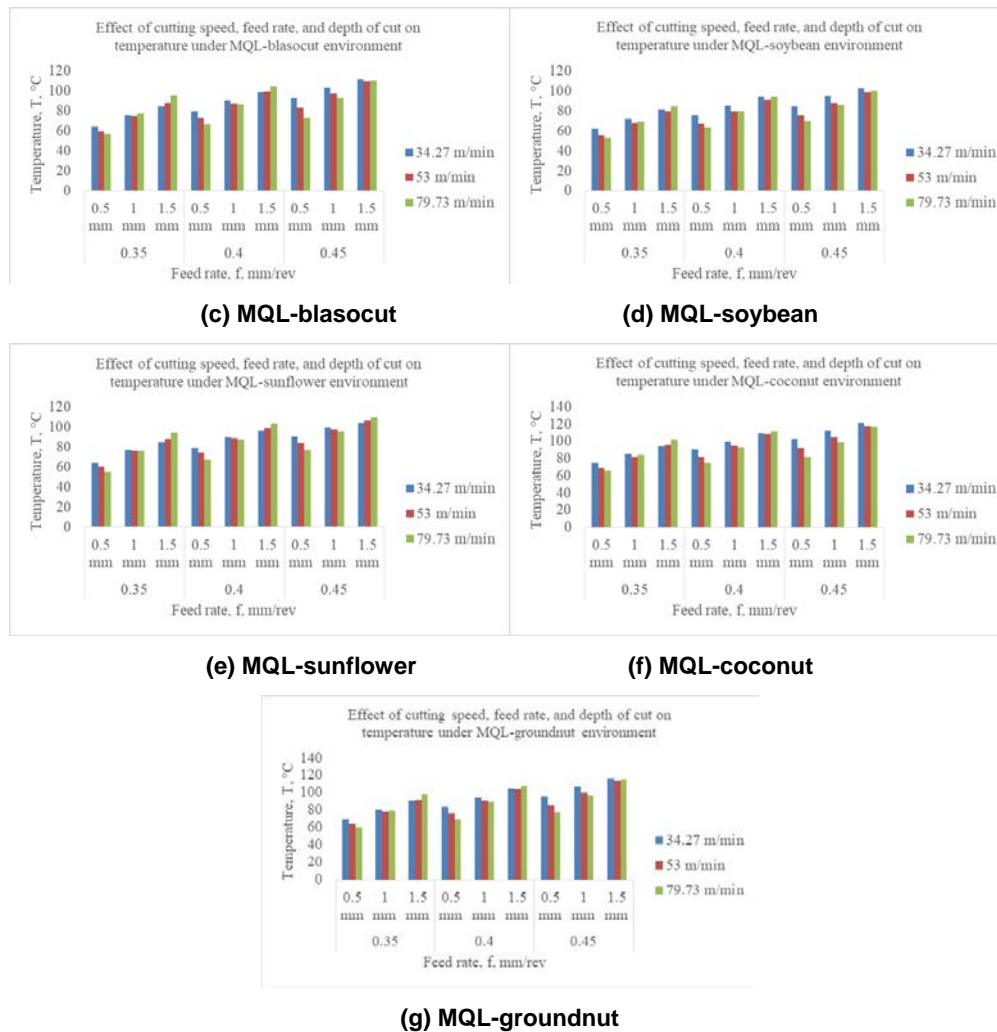 Effect of cutting speed, feed rate, and depth of cut on
temperature under MQL-blasocut environment
Temperature, T, °C
120
100
80
60
40
20
0
34.27 m/min
53 m/min
79.73 m/min
0.5 1 1.5 0.5 1 1.5 0.5 1 1.5
mm mm mm mm mm mm mm mm mm
0.35 0.4 0.45
Feed rate, f, mm/rev
(c) MQL-blasocut
Effect of cutting speed, feed rate, and depth of cut on
temperature under MQL-soybean environment
Temperature, T, °C
120
100
80
60
40
20
0
34.27 m/min
53 m/min
79.73 m/min
0.5 1 1.5 0.5 1 1.5 0.5 1 1.5
mm mm mm mm mm mm mm mm mm
0.35 0.4 0.45
Feed rate, f, mm/rev
(d) MQL-soybean
Effect of cutting speed, feed rate, and depth of cut on
temperature under MQL-sunflower environment
Temperature, T, °C
120
100
80
60
40
20
0
34.27 m/min
53 m/min
79.73 m/min
0.5 1 1.5 0.5 1 1.5 0.5 1 1.5
mm mm mm mm mm mm mm mm mm
0.35 0.4 0.45
Feed rate, f, mm/rev
(e) MQL-sunflower
Effect of cutting speed, feed rate, and depth of cut on
temperature under MQL-coconut environment
Temperature, T, °C
140
120
100
80
60
40
20
0
34.27 m/min
53 m/min
79.73 m/min
0.5 1 1.5 0.5 1 1.5 0.5 1 1.5
mm mm mm mm mm mm mm mm mm
0.35 0.4 0.45
Feed rate, f, mm/rev
(f) MQL-coconut
Effect of cutting speed, feed rate, and depth of cut on
temperature under MQL-groundnut environment
Temperature, T, °C
140
120
100
80
60
40
20
0
34.27 m/min
53 m/min
79.73 m/min
0.5 1 1.5 0.5 1 1.5 0.5 1 1.5
mm mm mm mm mm mm mm mm mm
0.35 0.4 0.45
Feed rate, f, mm/rev
(g) MQL-groundnut